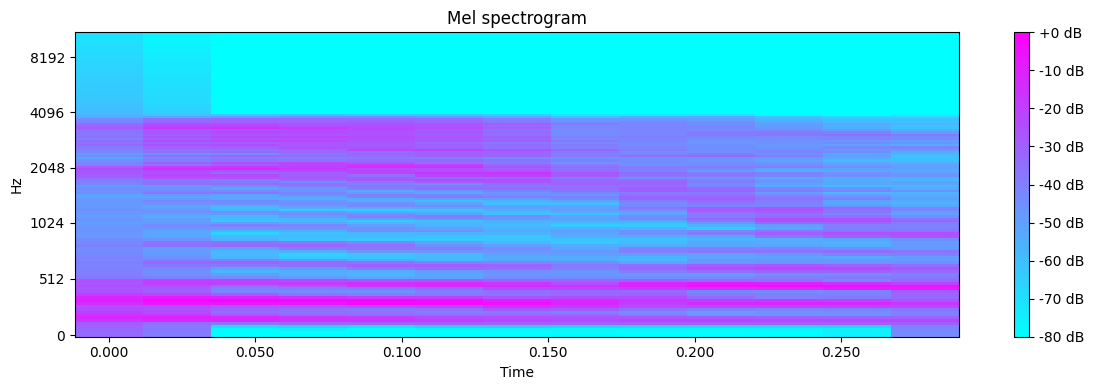 Mel spectrogram
8192
4096
2048
1024
512
0
Hz
0.000 0.050 0.100 0.150 0.200 0.250
Time
+0 dB
-10 dB
-20 dB
-30 dB
-40 dB
-50 dB
-60 dB
-70 dB
-80 dB